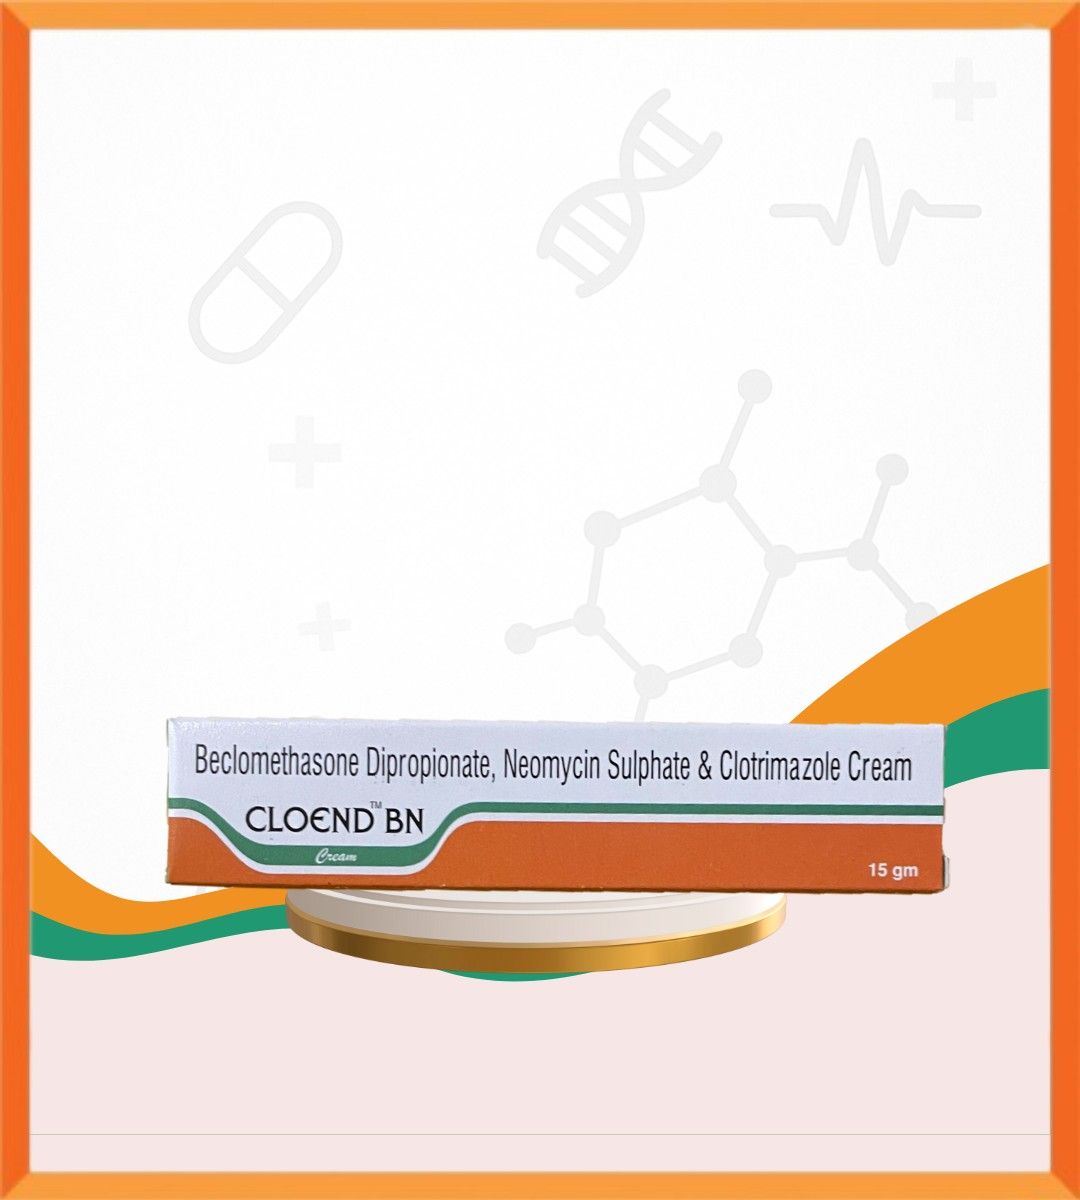 Beclomethasone Dipropionate, Neomycin Sulphate & Clotrimazole Cream
CLOEND™ BN
Cream
15 gm